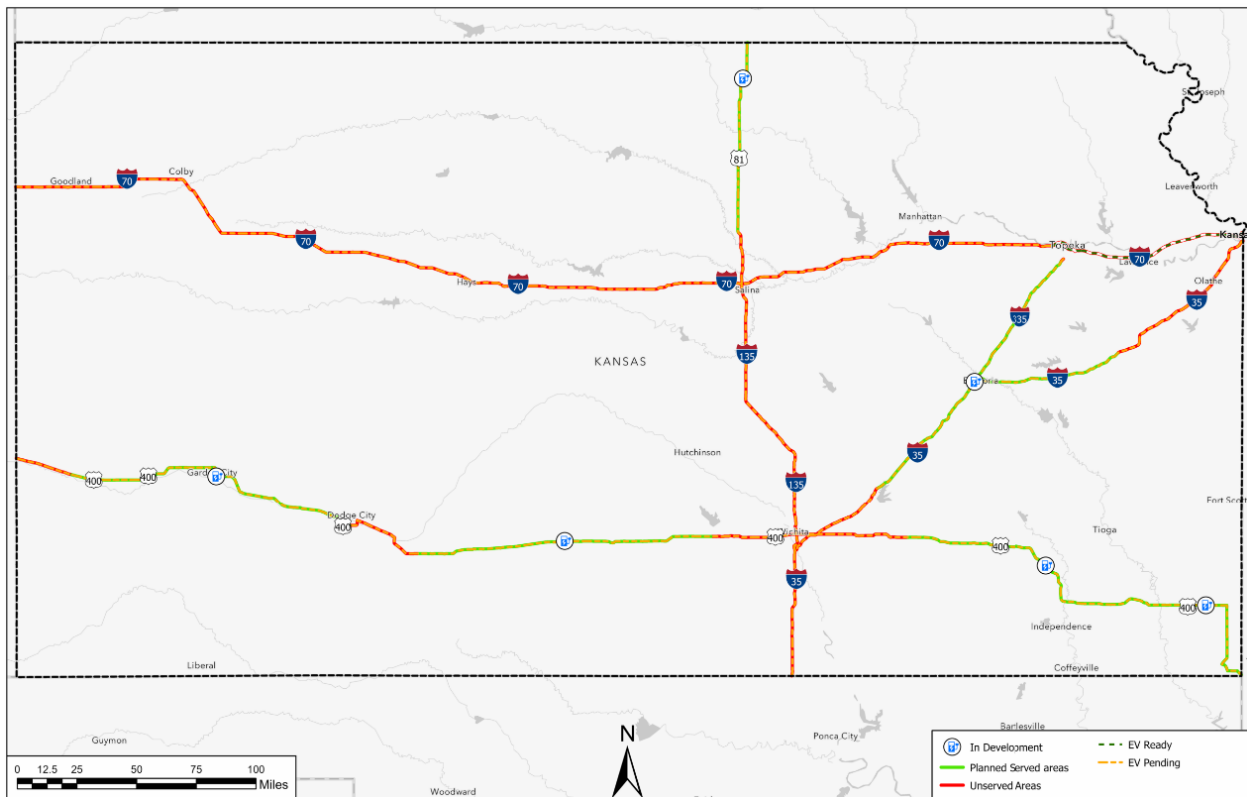 St. Joseph
81
Goodland
70
Colby
Leavenworth
Manhattan
70
70
Topeka
Lawrence
70
Kansa
Hays
70
70
Salina
Olathe
35
135
135
KANSAS
35
Hutchinson
35
400
400
Garden City
135
Fort Scott
Dodge City
400
Wichita
400
400
Tioga
35
400
Independence
Liberal
Coffeyville
Guymon
N
Ponca City
Bartlesville
Woodward
0 12.5 25 50 75 100
Miles
In Development
Planned Served areas
Unserved Areas
EV Ready
EV Pending